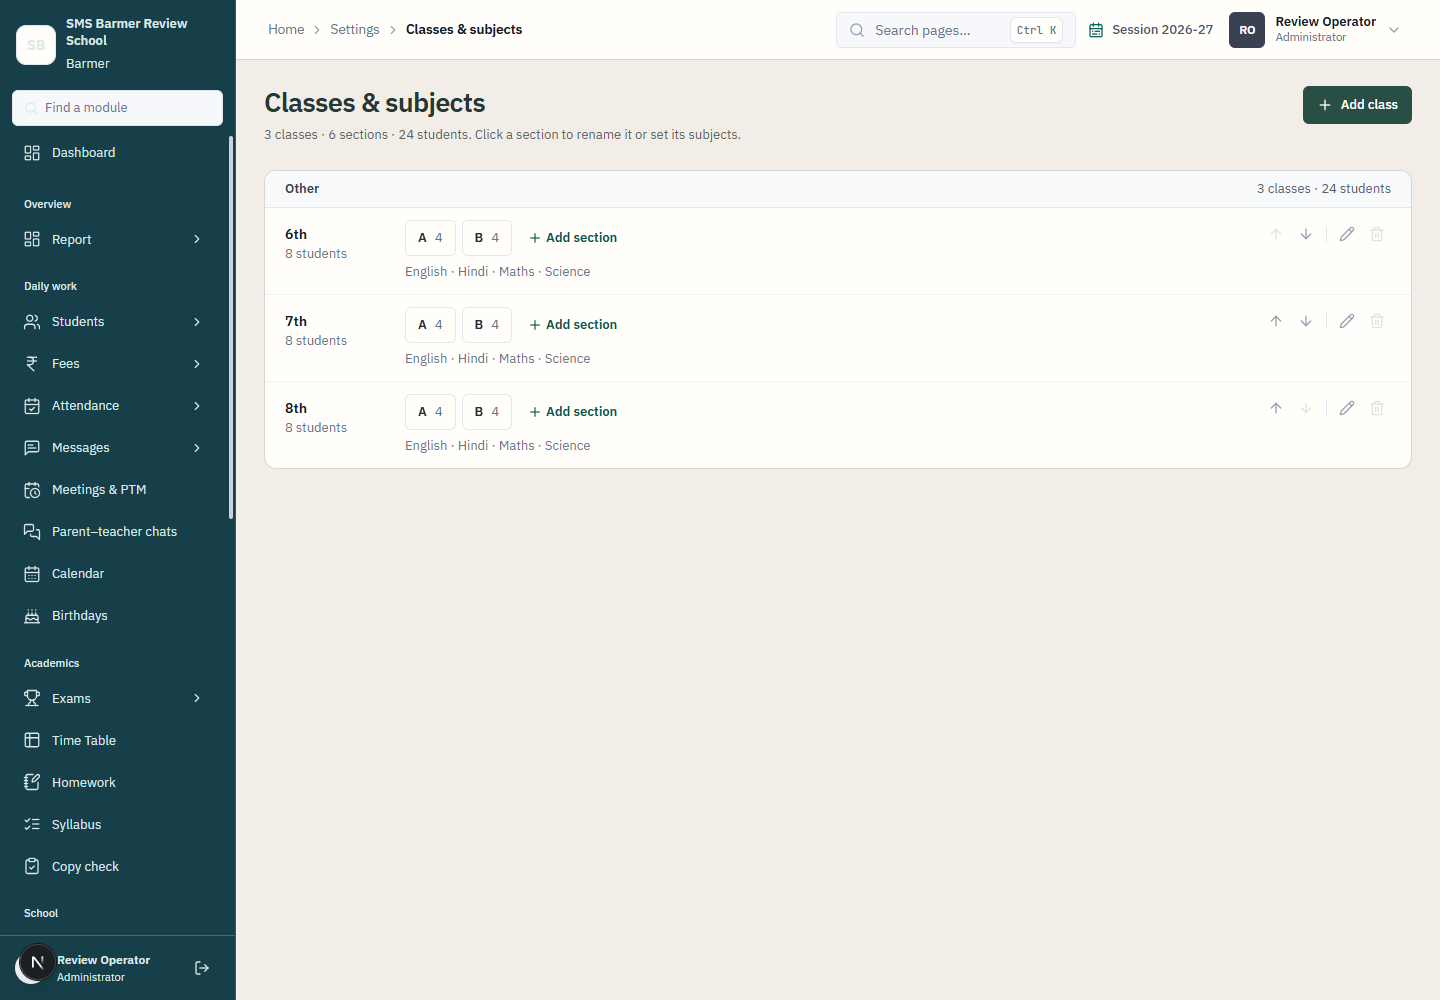 SMS Barmer Review
School
SB
Barmer
Find a module
Dashboard
Overview
Report
Daily work
Students
Fees
Attendance
Messages
Meetings & PTM
Parent–teacher chats
Calendar
Birthdays
Academics
Exams
Time Table
Homework
Syllabus
Copy check
School
N
Review Operator
Administrator
Home
Settings
Classes & subjects
Search pages...
Ctrl K
Session 2026-27
RO
Review Operator
Administrator
Classes & subjects
3 classes · 6 sections · 24 students. Click a section to rename it or set its subjects.
+ Add class
Other
3 classes · 24 students
6th
8 students
A 4
B 4
+ Add section
English · Hindi · Maths · Science
7th
8 students
A 4
B 4
+ Add section
English · Hindi · Maths · Science
8th
8 students
A 4
B 4
+ Add section
English · Hindi · Maths · Science